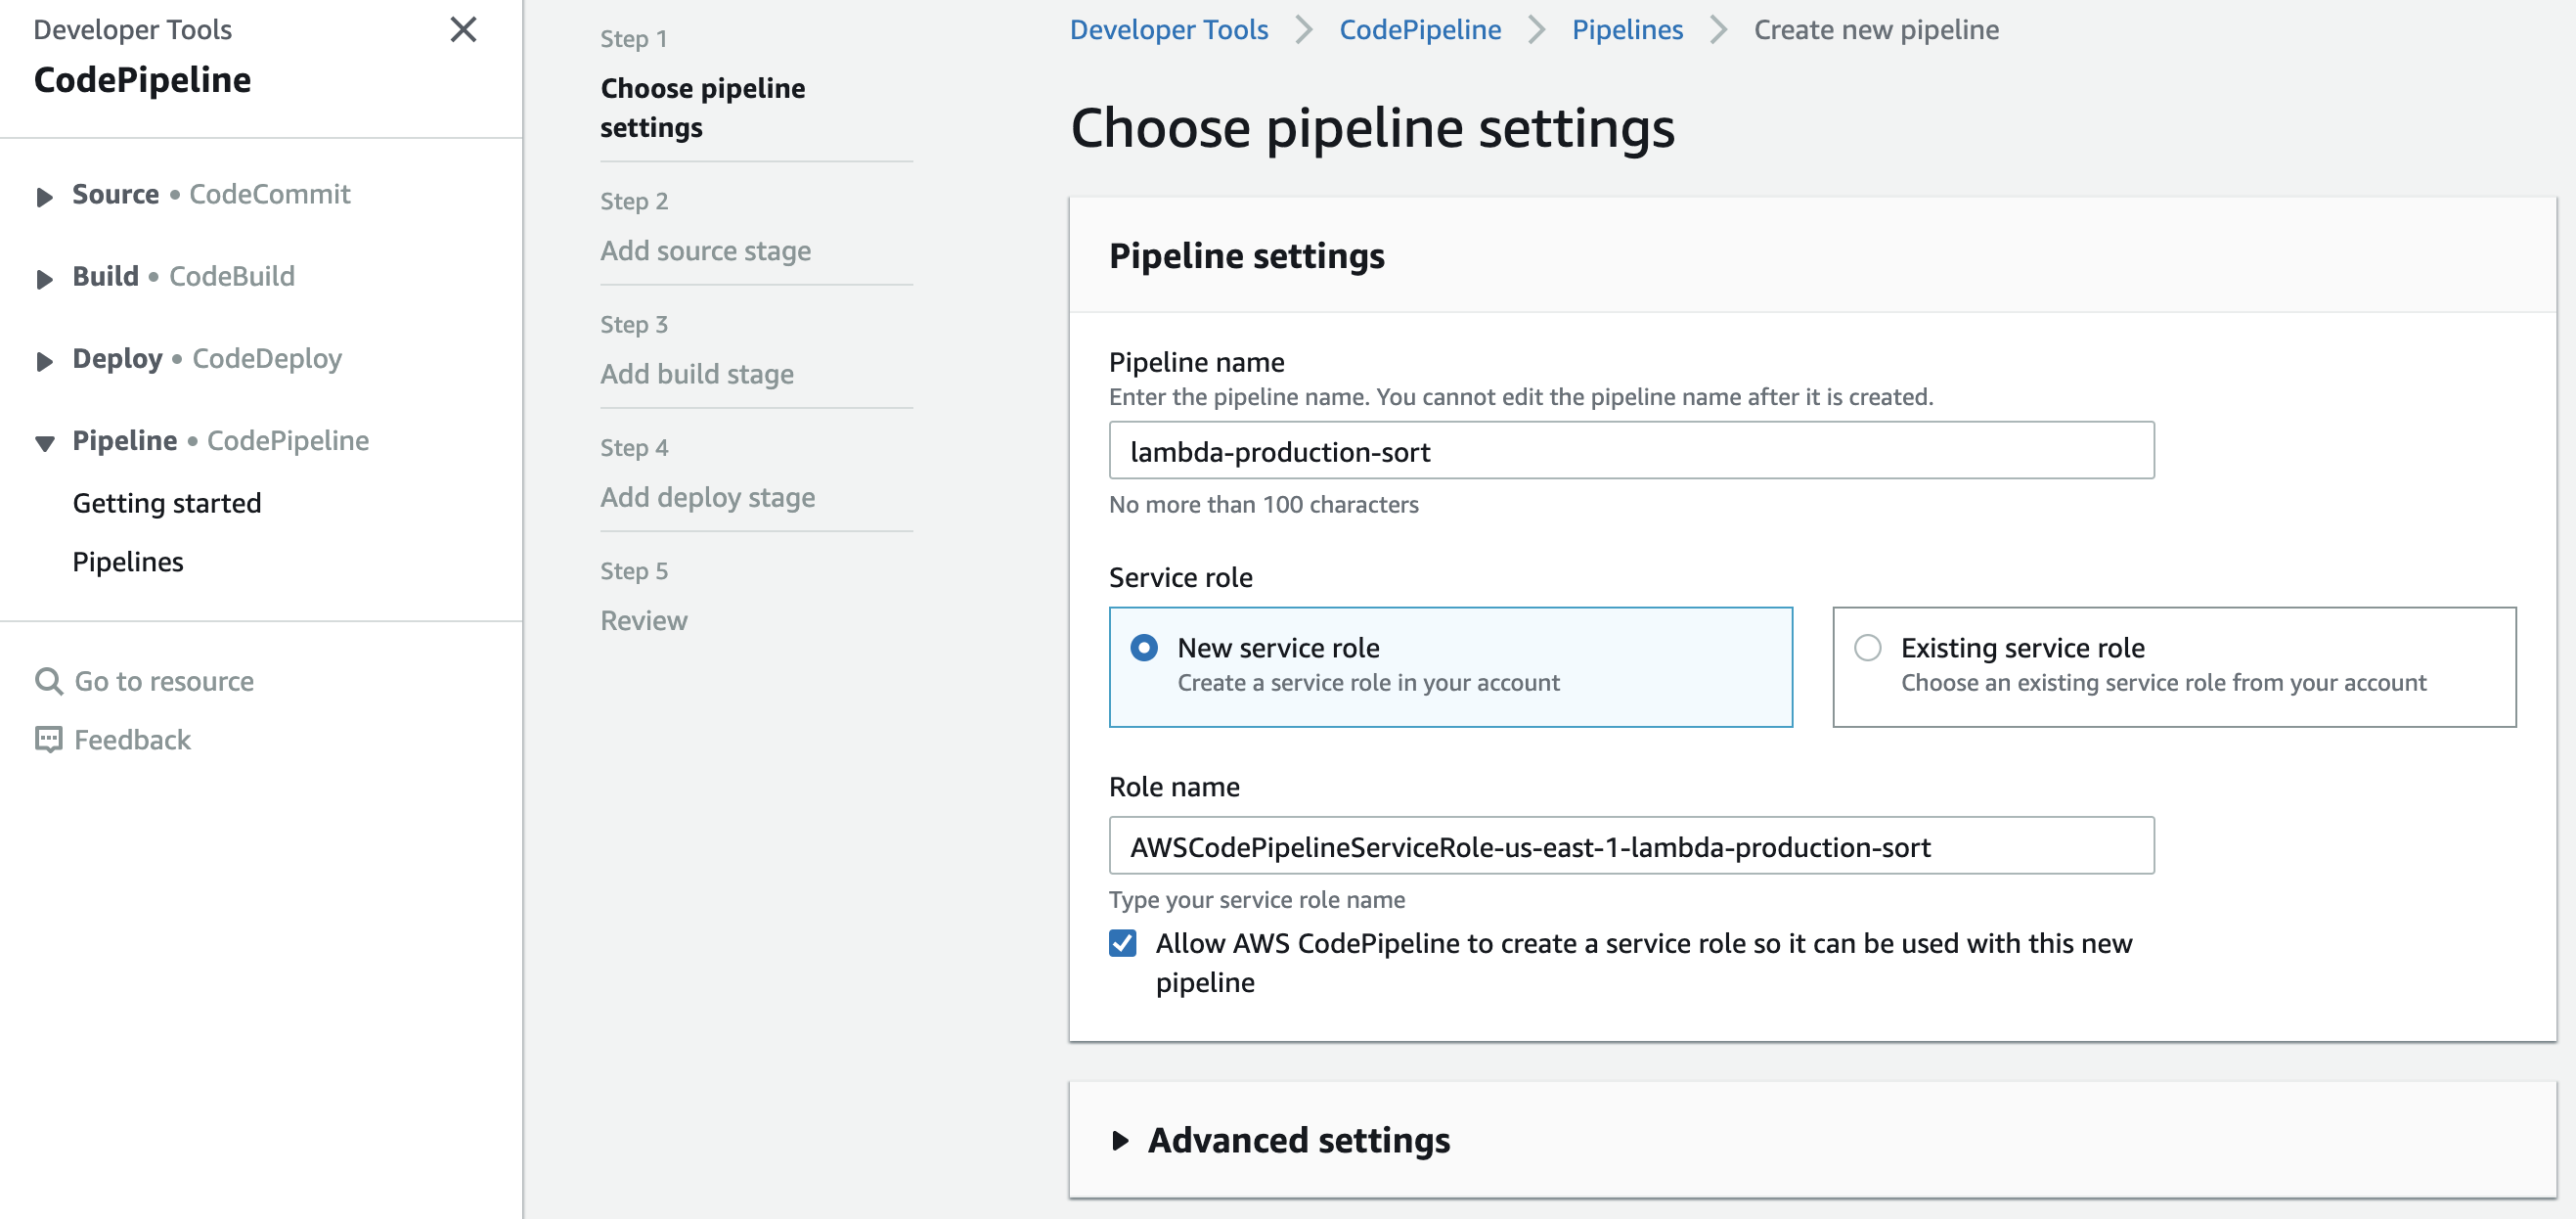 Developer Tools
CodePipeline
Source • CodeCommit
Build • CodeBuild
Deploy • CodeDeploy
Pipeline • CodePipeline
Getting started
Pipelines
Go to resource
Feedback
Step 1
Choose pipeline
settings
Step 2
Add source stage
Step 3
Add build stage
Step 4
Add deploy stage
Step 5
Review
Developer Tools > CodePipeline > Pipelines > Create new pipeline
Choose pipeline settings
Pipeline settings
Pipeline name
Enter the pipeline name. You cannot edit the pipeline name after it is created.
lambda-production-sort
No more than 100 characters
Service role
New service role
Create a service role in your account
Existing service role
Choose an existing service role from your account
Role name
AWSCodePipelineServiceRole-us-east-1-lambda-production-sort
Type your service role name
Allow AWS CodePipeline to create a service role so it can be used with this new
pipeline
Advanced settings